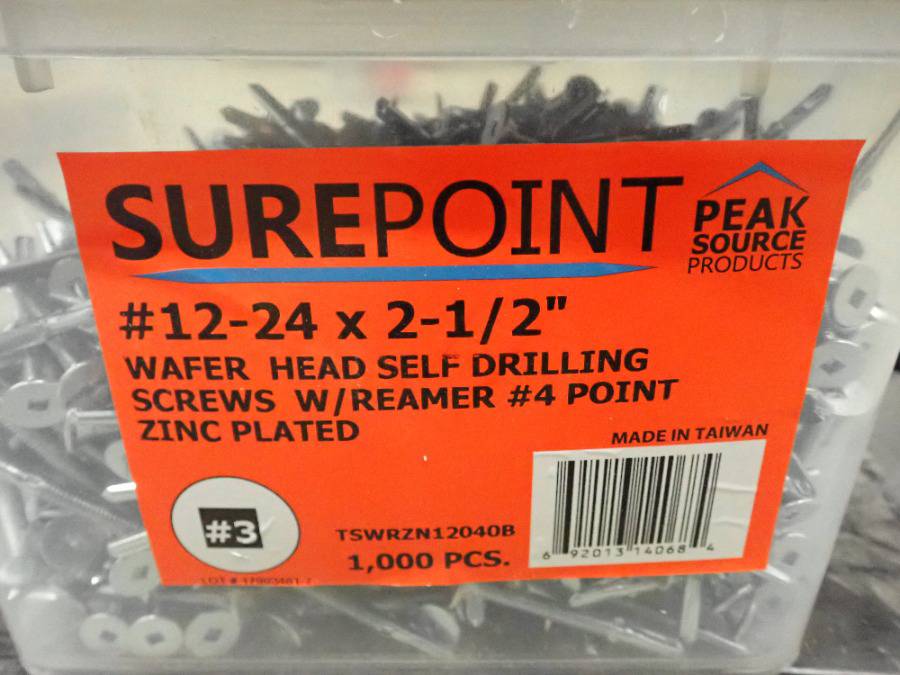 SUREPOINT
PEAK
SOURCE
PRODUCTS
#12-24 x 2-1/2"
WAFER HEAD SELF DRILLING
SCREWS W/REAMER #4 POINT
ZINC PLATED
MADE IN TAIWAN
#3
TSWRZN12040B
1,000 PCS.
6 92013 14068 4
LOT #